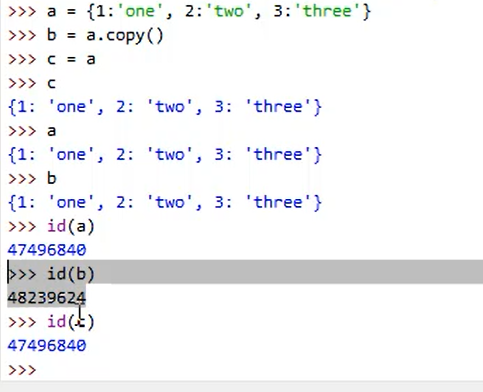 >>> a = {1:'one', 2:'two', 3:'three'}
>>> b = a.copy()
>>> c = a
>>> c
{1: 'one', 2: 'two', 3: 'three'}
>>> a
{1: 'one', 2: 'two', 3: 'three'}
>>> b
{1: 'one', 2: 'two', 3: 'three'}
>>> id(a)
47496840
>>> id(b)
48239624
>>> id(c)
47496840
>>>